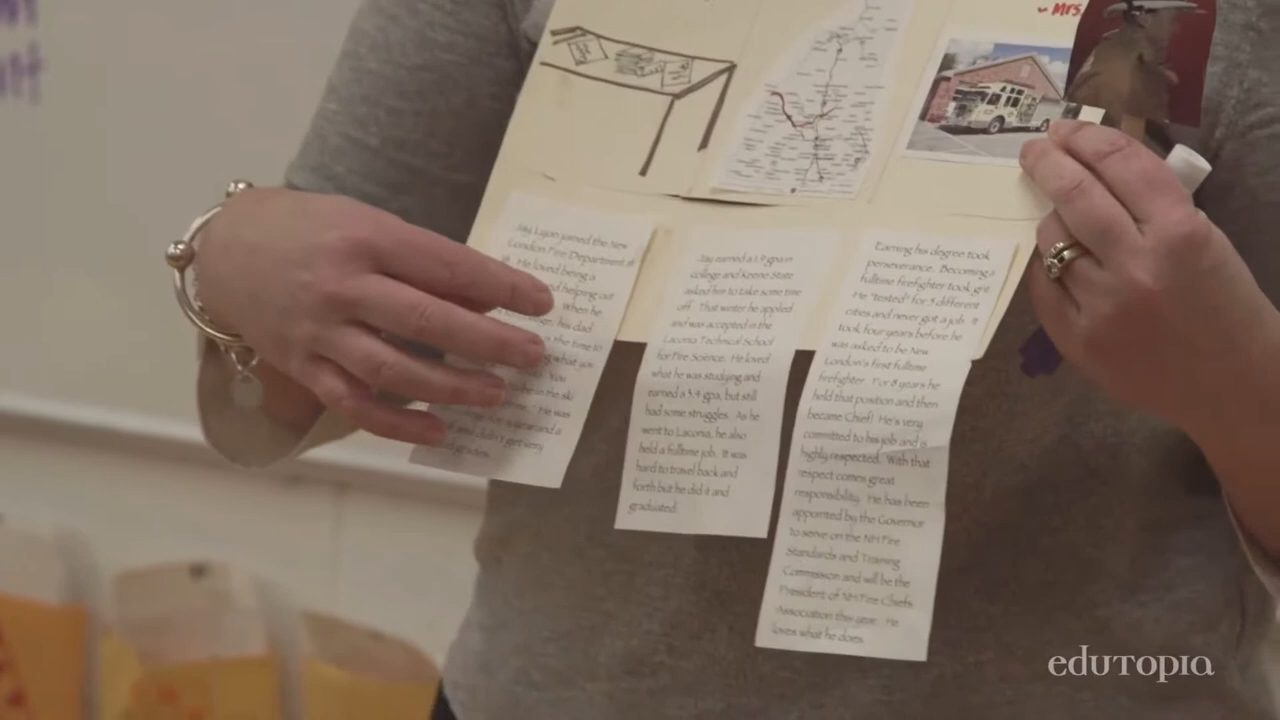 ~ Mrs.
Jay Lyon joined the New
London Fire Department at
He loved being a
helping out
When he
his dad
the time to
what you
You
be in the ski
He was
year and a
and didn't get very
grades.
Jay earned a 1.9 gpa in
college and Keene State
asked him to take some time
off. That winter he applied
and was accepted in the
Laconia Technical School
for Fire Science. He loved
what he was studying and
earned a 3.4 gpa, but still
had some struggles. As he
went to Laconia, he also
held a fulltime job. It was
hard to travel back and
forth but he did it and
graduated.
Earning his degree took
perseverance. Becoming a
fulltime firefighter took grit.
He "tested" for 3 different
cities and never got a job. It
took four years before he
was asked to be New
London's first fulltime
firefighter. For 8 years he
held that position and then
became Chief! He's very
committed to his job and is
highly respected. With that
respect comes great
responsibility. He has been
appointed by the Governor
to serve on the NH Fire
Standards and Training
Commission and will be the
President of NH Fire Chiefs
Association this year. He
loves what he does.
edutopia